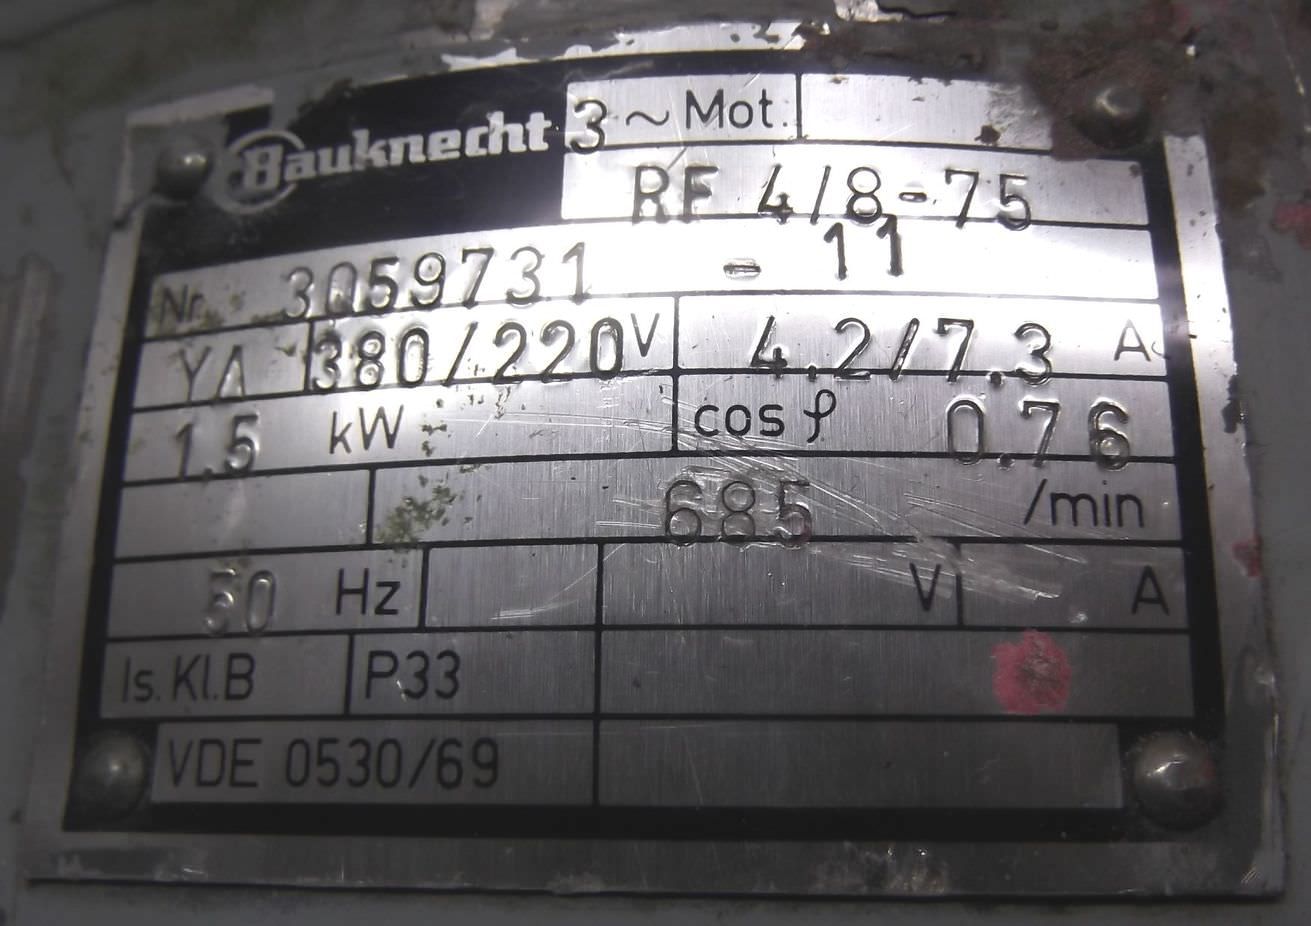 Bauknecht 3~Mot.
RF 4/8-75
Nr. 3059731 - 11
YΔ 380/220V 4.2/7.3 A
1.5 kW cos φ 0.76
685 /min
50 Hz V A
Is.Kl.B P33
VDE 0530/69